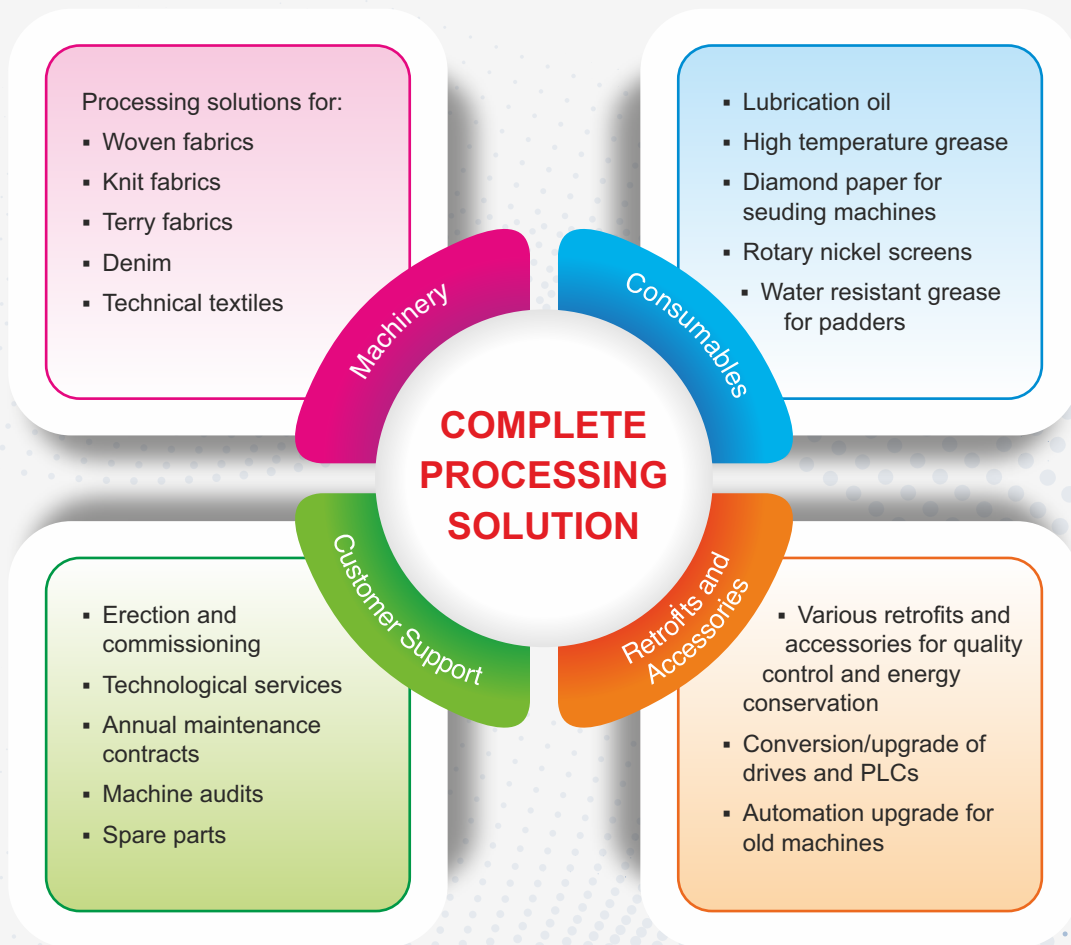 Processing solutions for:
▪ Woven fabrics
▪ Knit fabrics
▪ Terry fabrics
▪ Denim
▪ Technical textiles
Machinery
▪ Lubrication oil
▪ High temperature grease
▪ Diamond paper for
seuding machines
▪ Rotary nickel screens
▪ Water resistant grease
for padders
Consumables
COMPLETE
PROCESSING
SOLUTION
Customer Support
▪ Erection and
commissioning
▪ Technological services
▪ Annual maintenance
contracts
▪ Machine audits
▪ Spare parts
Retrofits and
Accessories
▪ Various retrofits and
accessories for quality
control and energy
conservation
▪ Conversion/upgrade of
drives and PLCs
▪ Automation upgrade for
old machines